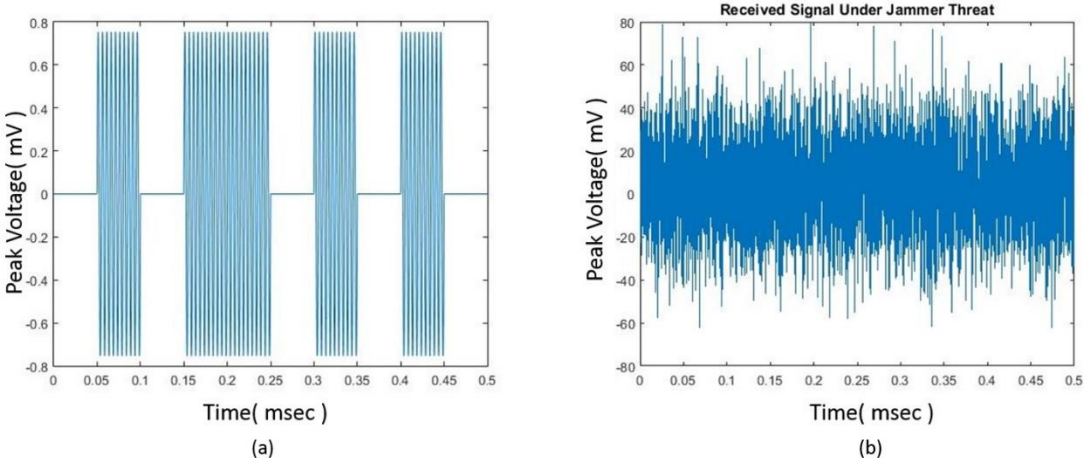 0.8
0.6
0.4
0.2
0
-0.2
-0.4
-0.6
-0.8
Peak Voltage( mV )
0 0.05 0.1 0.15 0.2 0.25 0.3 0.35 0.4 0.45 0.5
Time( msec )
(a)
Received Signal Under Jammer Threat
80
60
40
20
0
-20
-40
-60
-80
Peak Voltage( mV )
0 0.05 0.1 0.15 0.2 0.25 0.3 0.35 0.4 0.45 0.5
Time( msec )
(b)